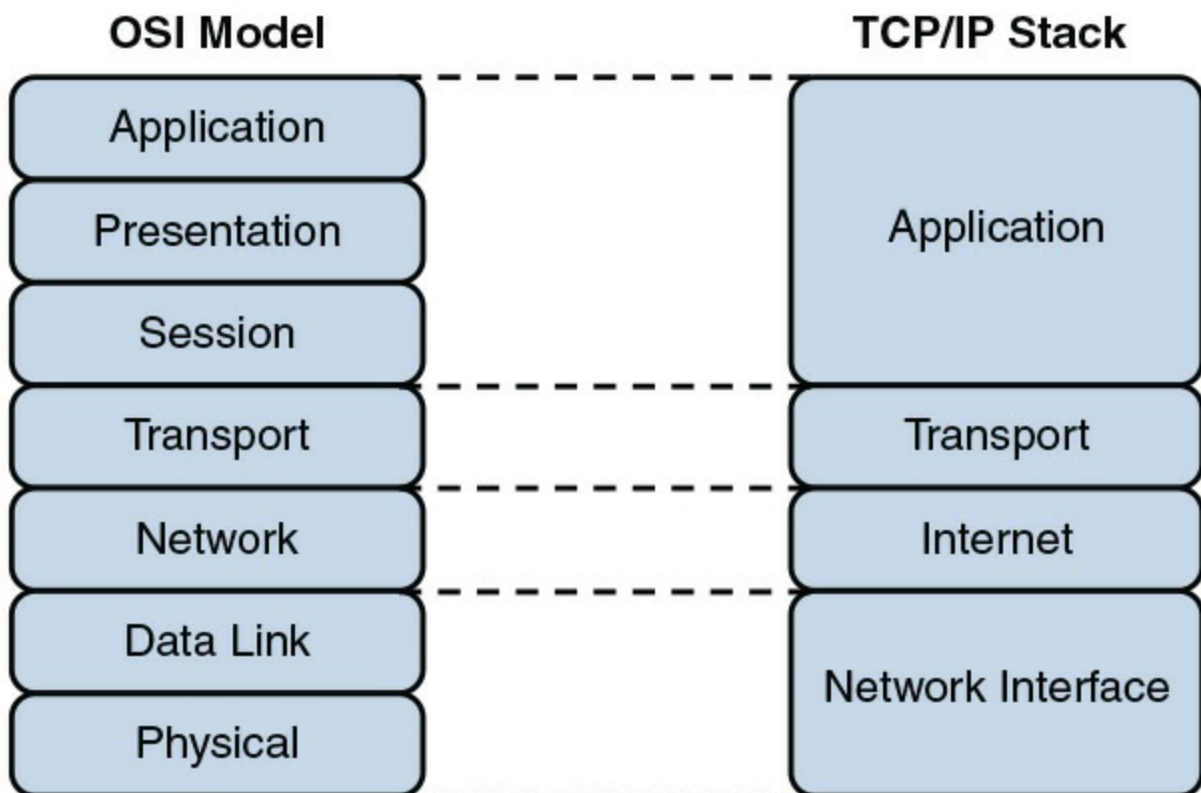 OSI Model
TCP/IP Stack
Application
Presentation
Session
Transport
Network
Data Link
Physical
Application
Transport
Internet
Network Interface